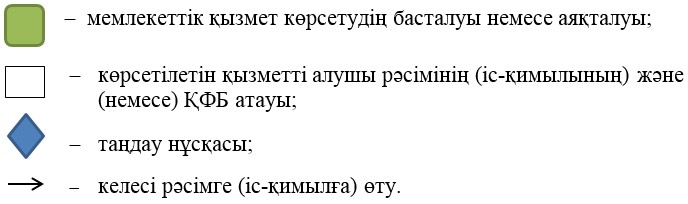 – мемлекеттік қызмет көрсетудің басталуы немесе аяқталуы;
– көрсетілетін қызметті алушы рәсімінің (іс-қимылының) және
(немесе) ҚФБ атауы;
– таңдау нұсқасы;
– келесі рәсімге (іс-қимылға) өту.